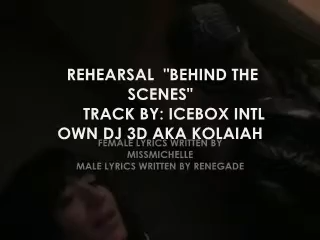 REHEARSAL "BEHIND THE
SCENES"
TRACK BY: ICEBOX INTL
OWN DJ 3D AKA KOLAIAH
FEMALE LYRICS WRITTEN BY
MISSMICHELLE
MALE LYRICS WRITTEN BY RENEGADE